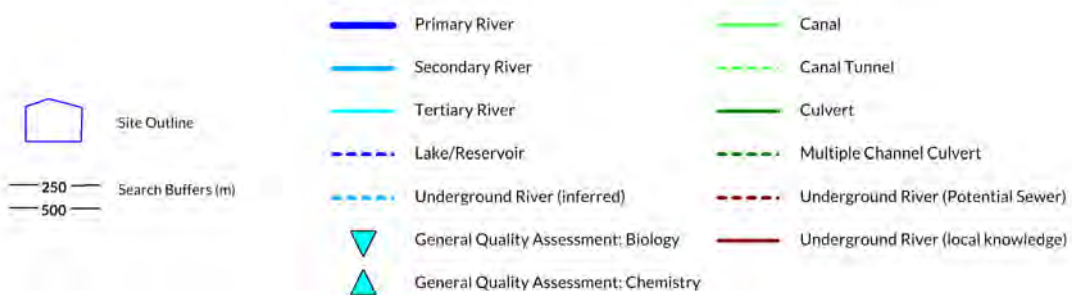 Site Outline
250
500
Search Buffers (m)
Primary River
Secondary River
Tertiary River
Lake/Reservoir
Underground River (inferred)
General Quality Assessment: Biology
General Quality Assessment: Chemistry
Canal
Canal Tunnel
Culvert
Multiple Channel Culvert
Underground River (Potential Sewer)
Underground River (local knowledge)